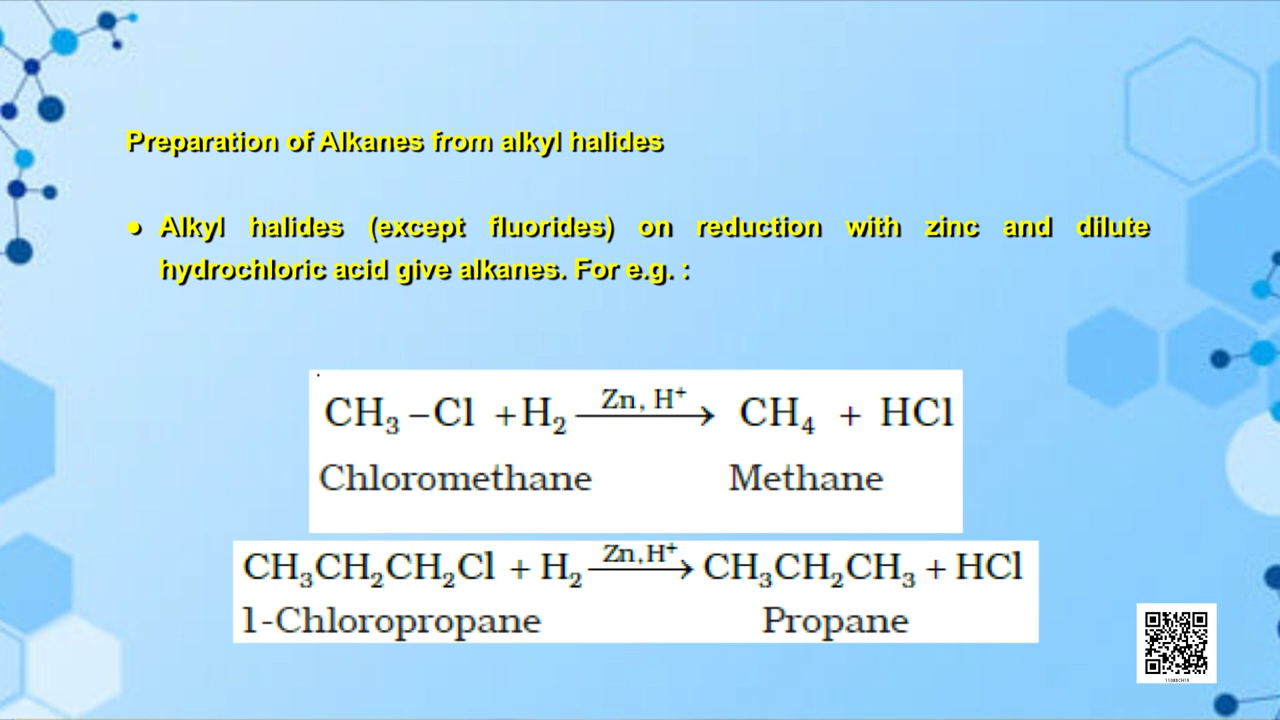 Preparation of Alkanes from alkyl halides
● Alkyl halides (except fluorides) on reduction with zinc and dilute
hydrochloric acid give alkanes. For e.g. :
CH₃–Cl + H₂ ⟶ CH₄ + HCl
Zn, H⁺
Chloromethane Methane
CH₃CH₂CH₂Cl + H₂ ⟶ CH₃CH₂CH₃ + HCl
Zn,H⁺
1-Chloropropane Propane